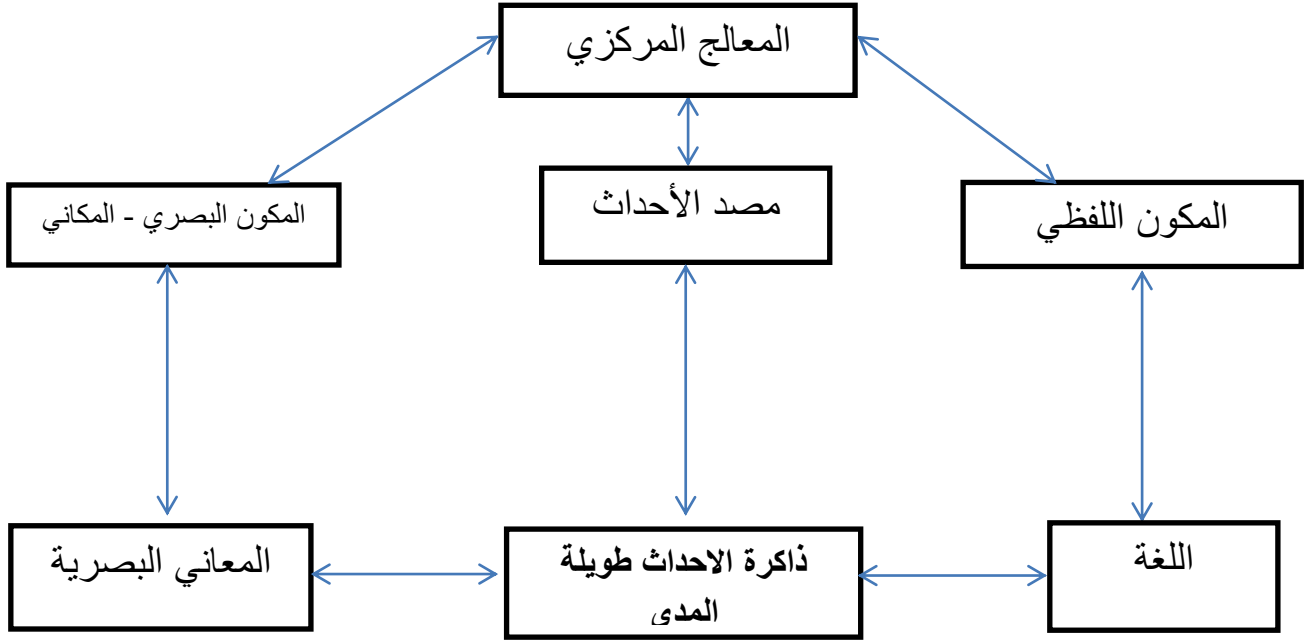 المعالج المركزي
المكون اللفظي
مصد الأحداث
المكون البصري - المكاني
اللغة
ذاكرة الاحداث طويلة
المدى
المعاني البصرية